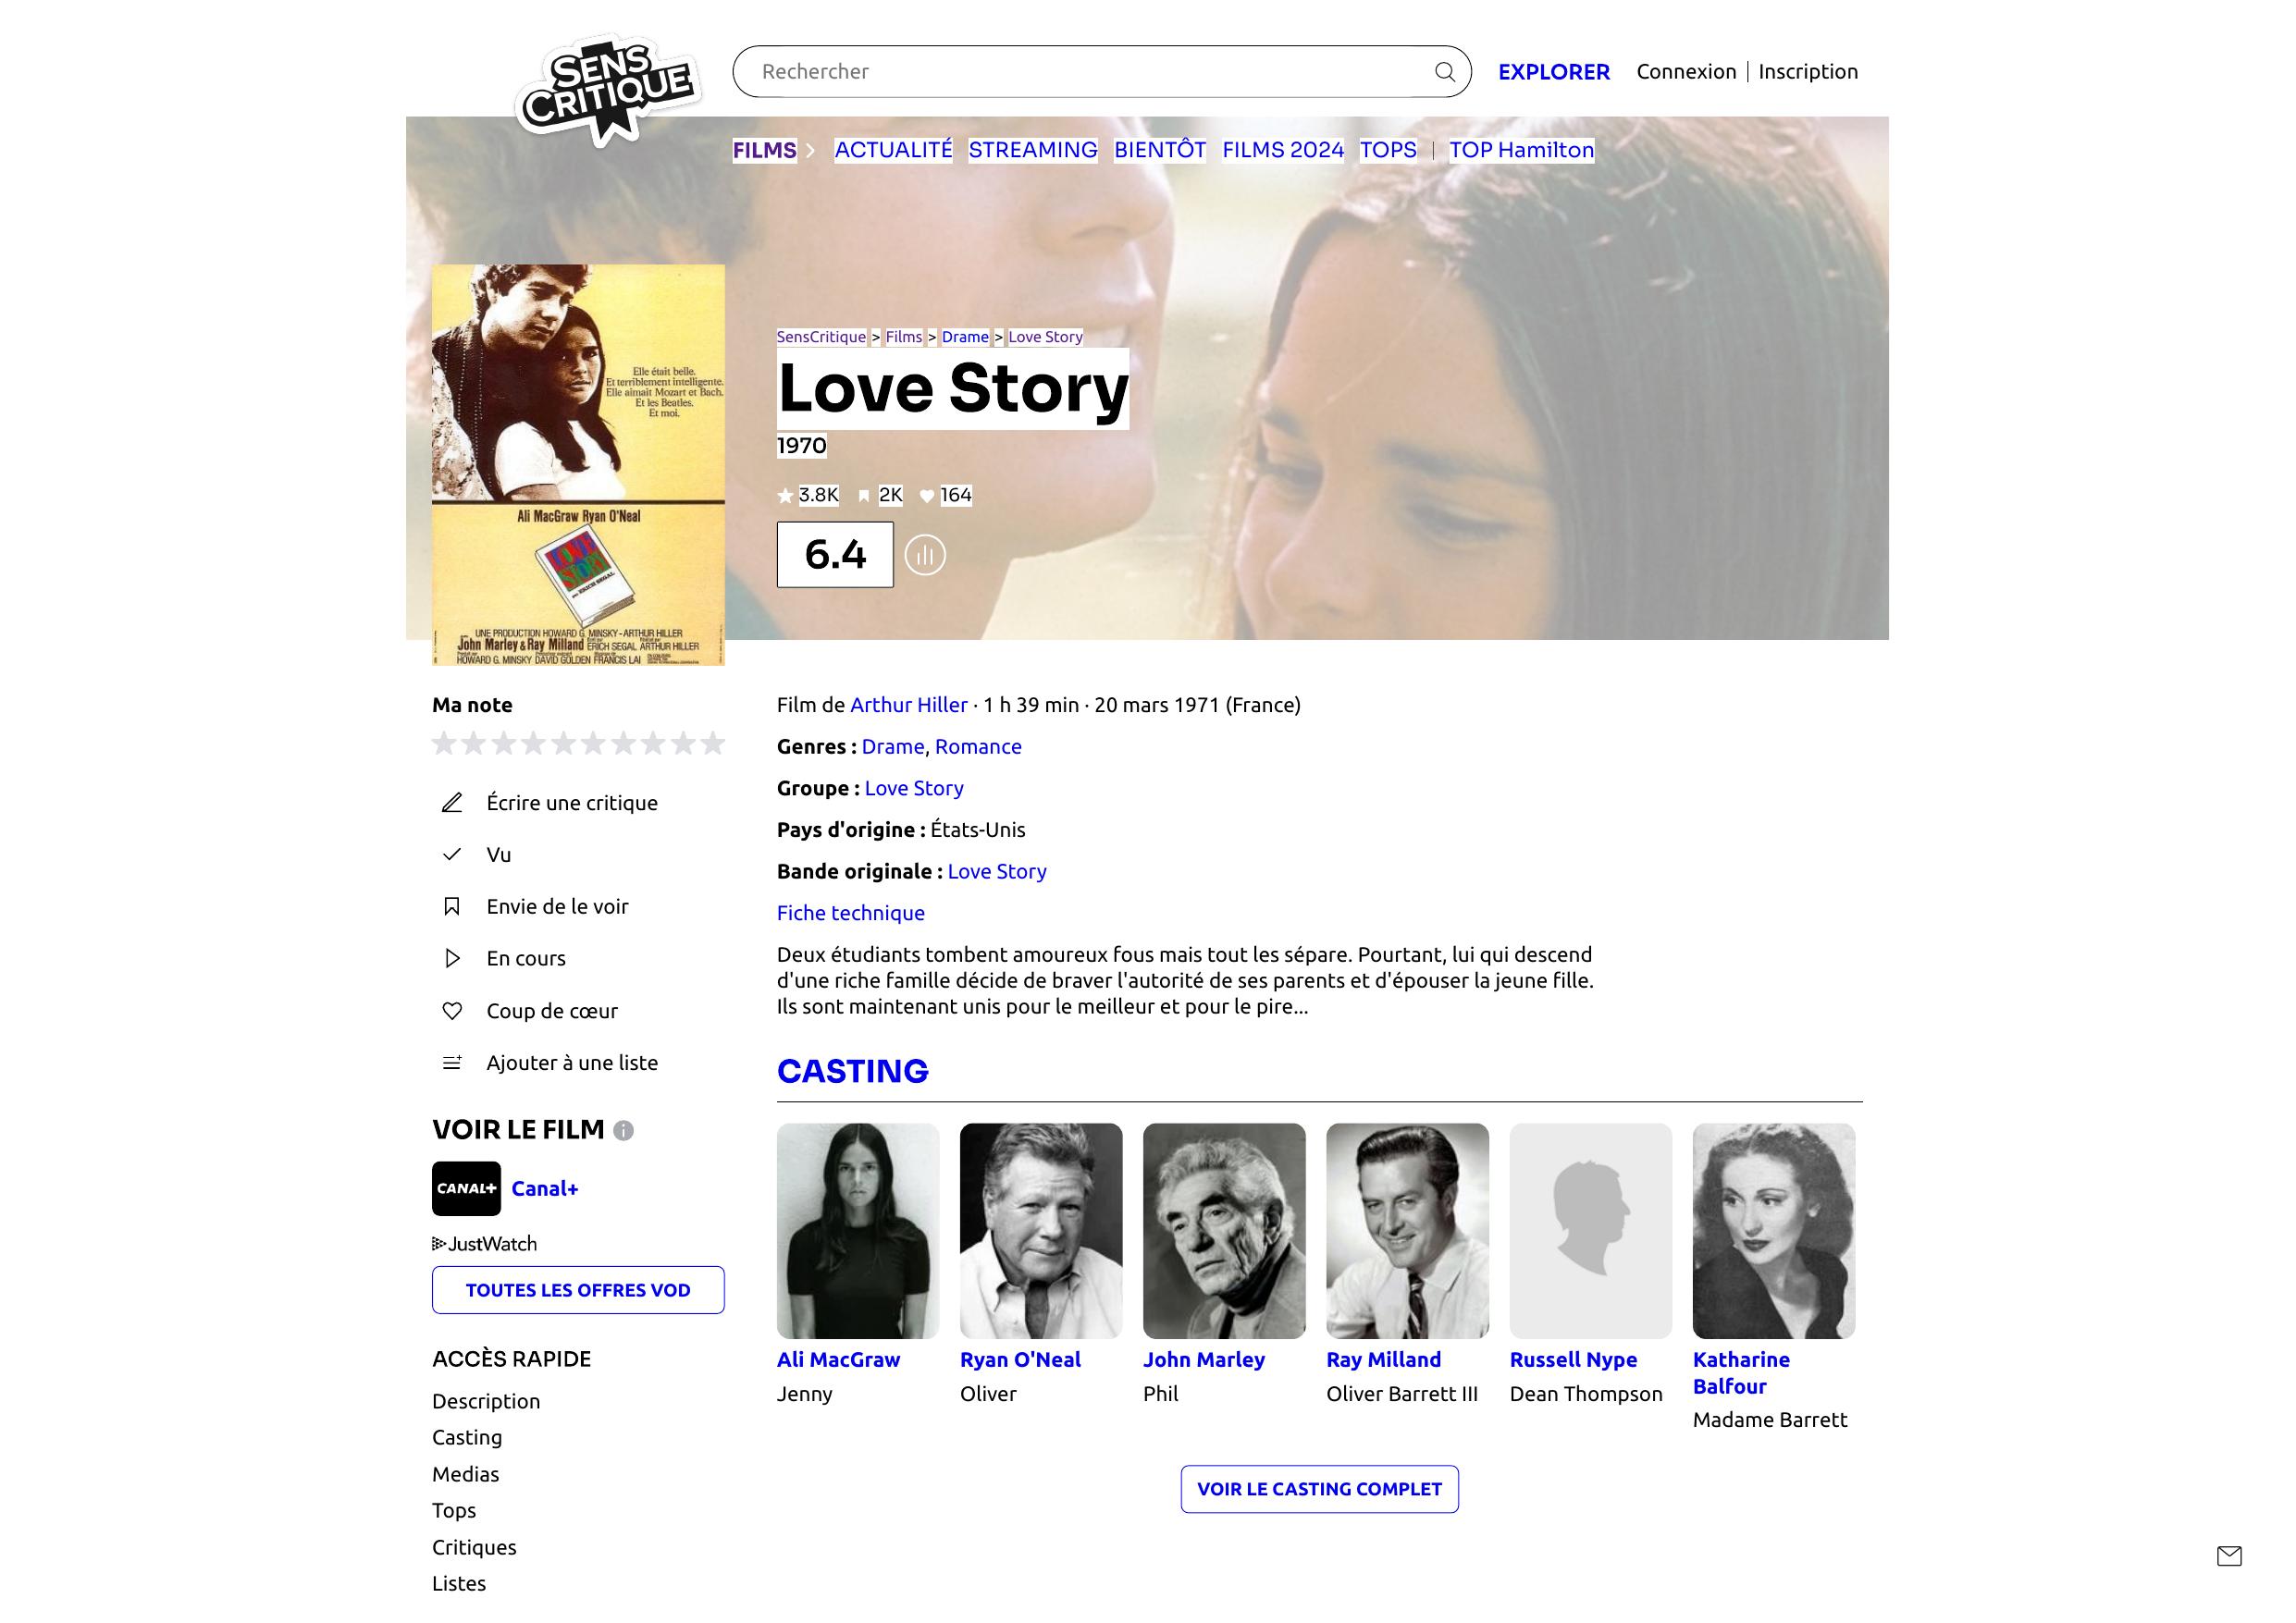 SENS
CRITIQUE
Rechercher
EXPLORER
Connexion | Inscription
FILMS
ACTUALITÉ STREAMING BIENTÔT FILMS 2024 TOPS | TOP Hamilton
SensCritique > Films > Drame > Love Story
Love Story
1970
3.8K 2K 164
6.4
Elle était belle.
Et terriblement intelligente.
Elle aimait Mozart et Bach.
Et les Beatles.
Et moi.
Ali MacGraw Ryan O'Neal
LOVE
STORY
ERICH SEGAL
UNE PRODUCTION HOWARD G. MINSKY - ARTHUR HILLER
John Marley & Ray Milland ERICH SEGAL ARTHUR HILLER
HOWARD G. MINSKY DAVID GOLDEN FRANCIS LAI
Ma note
Écrire une critique
Vu
Envie de le voir
En cours
Coup de cœur
Ajouter à une liste
VOIR LE FILM
CANAL+ Canal+
JustWatch
TOUTES LES OFFRES VOD
ACCÈS RAPIDE
Description
Casting
Medias
Tops
Critiques
Listes
Film de Arthur Hiller · 1 h 39 min · 20 mars 1971 (France)
Genres : Drame, Romance
Groupe : Love Story
Pays d'origine : États-Unis
Bande originale : Love Story
Fiche technique
Deux étudiants tombent amoureux fous mais tout les sépare. Pourtant, lui qui descend
d'une riche famille décide de braver l'autorité de ses parents et d'épouser la jeune fille.
Ils sont maintenant unis pour le meilleur et pour le pire...
CASTING
Ali MacGraw
Jenny
Ryan O'Neal
Oliver
John Marley
Phil
Ray Milland
Oliver Barrett III
Russell Nype
Dean Thompson
Katharine
Balfour
Madame Barrett
VOIR LE CASTING COMPLET